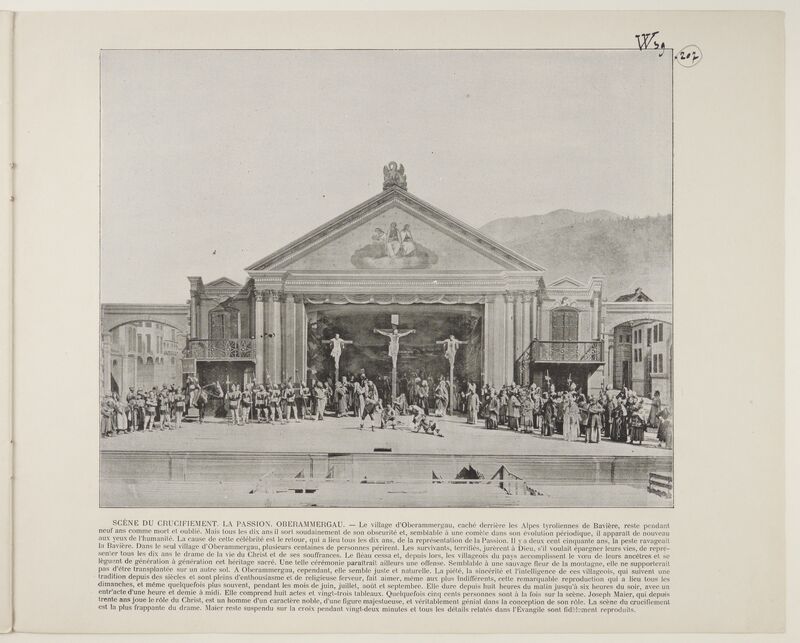 Wsg
207
SCÈNE DU CRUCIFIEMENT. LA PASSION. OBERAMMERGAU. — Le village d'Oberammergau, caché derrière les Alpes tyroliennes de Bavière, reste pendant
neuf ans comme mort et oublié. Mais tous les dix ans il sort soudainement de son obscurité et, semblable à une comète dans son évolution périodique, il apparaît de nouveau
aux yeux de l'humanité. La cause de cette célébrité est le retour, qui a lieu tous les dix ans, de la représentation de la Passion. Il y a deux cent cinquante ans, la peste ravageait
la Bavière. Dans le seul village d'Oberammergau, plusieurs centaines de personnes périrent. Les survivants, terrifiés, jurèrent à Dieu, s'il voulait épargner leurs vies, de repré-
senter tous les dix ans le drame de la vie du Christ et de ses souffrances. Le fléau cessa et, depuis lors, les villageois du pays accomplissent le vœu de leurs ancêtres et se
lèguent de génération à génération cet héritage sacré. Une telle cérémonie paraîtrait ailleurs une offense. Semblable à une sauvage fleur de la montagne, elle ne supporterait
pas d'être transplantée sur un autre sol. A Oberammergau, cependant, elle semble juste et naturelle. La piété, la sincérité et l'intelligence de ces villageois, qui suivent une
tradition depuis des siècles et sont pleins d'enthousiasme et de religieuse ferveur, fait aimer, même aux plus indifférents, cette remarquable reproduction qui a lieu tous les
dimanches, et même quelquefois plus souvent, pendant les mois de juin, juillet, août et septembre. Elle dure depuis huit heures du matin jusqu'à six heures du soir, avec un
entr'acte d'une heure et demie à midi. Elle comprend huit actes et vingt-trois tableaux. Quelquefois cinq cents personnes sont à la fois sur la scène. Joseph Maier, qui depuis
trente ans joue le rôle du Christ, est un homme d'un caractère noble, d'une figure majestueuse, et véritablement génial dans la conception de son rôle. La scène du crucifiement
est la plus frappante du drame. Maier reste suspendu sur la croix pendant vingt-deux minutes et tous les détails relatés dans l'Évangile sont fidèlement reproduits.